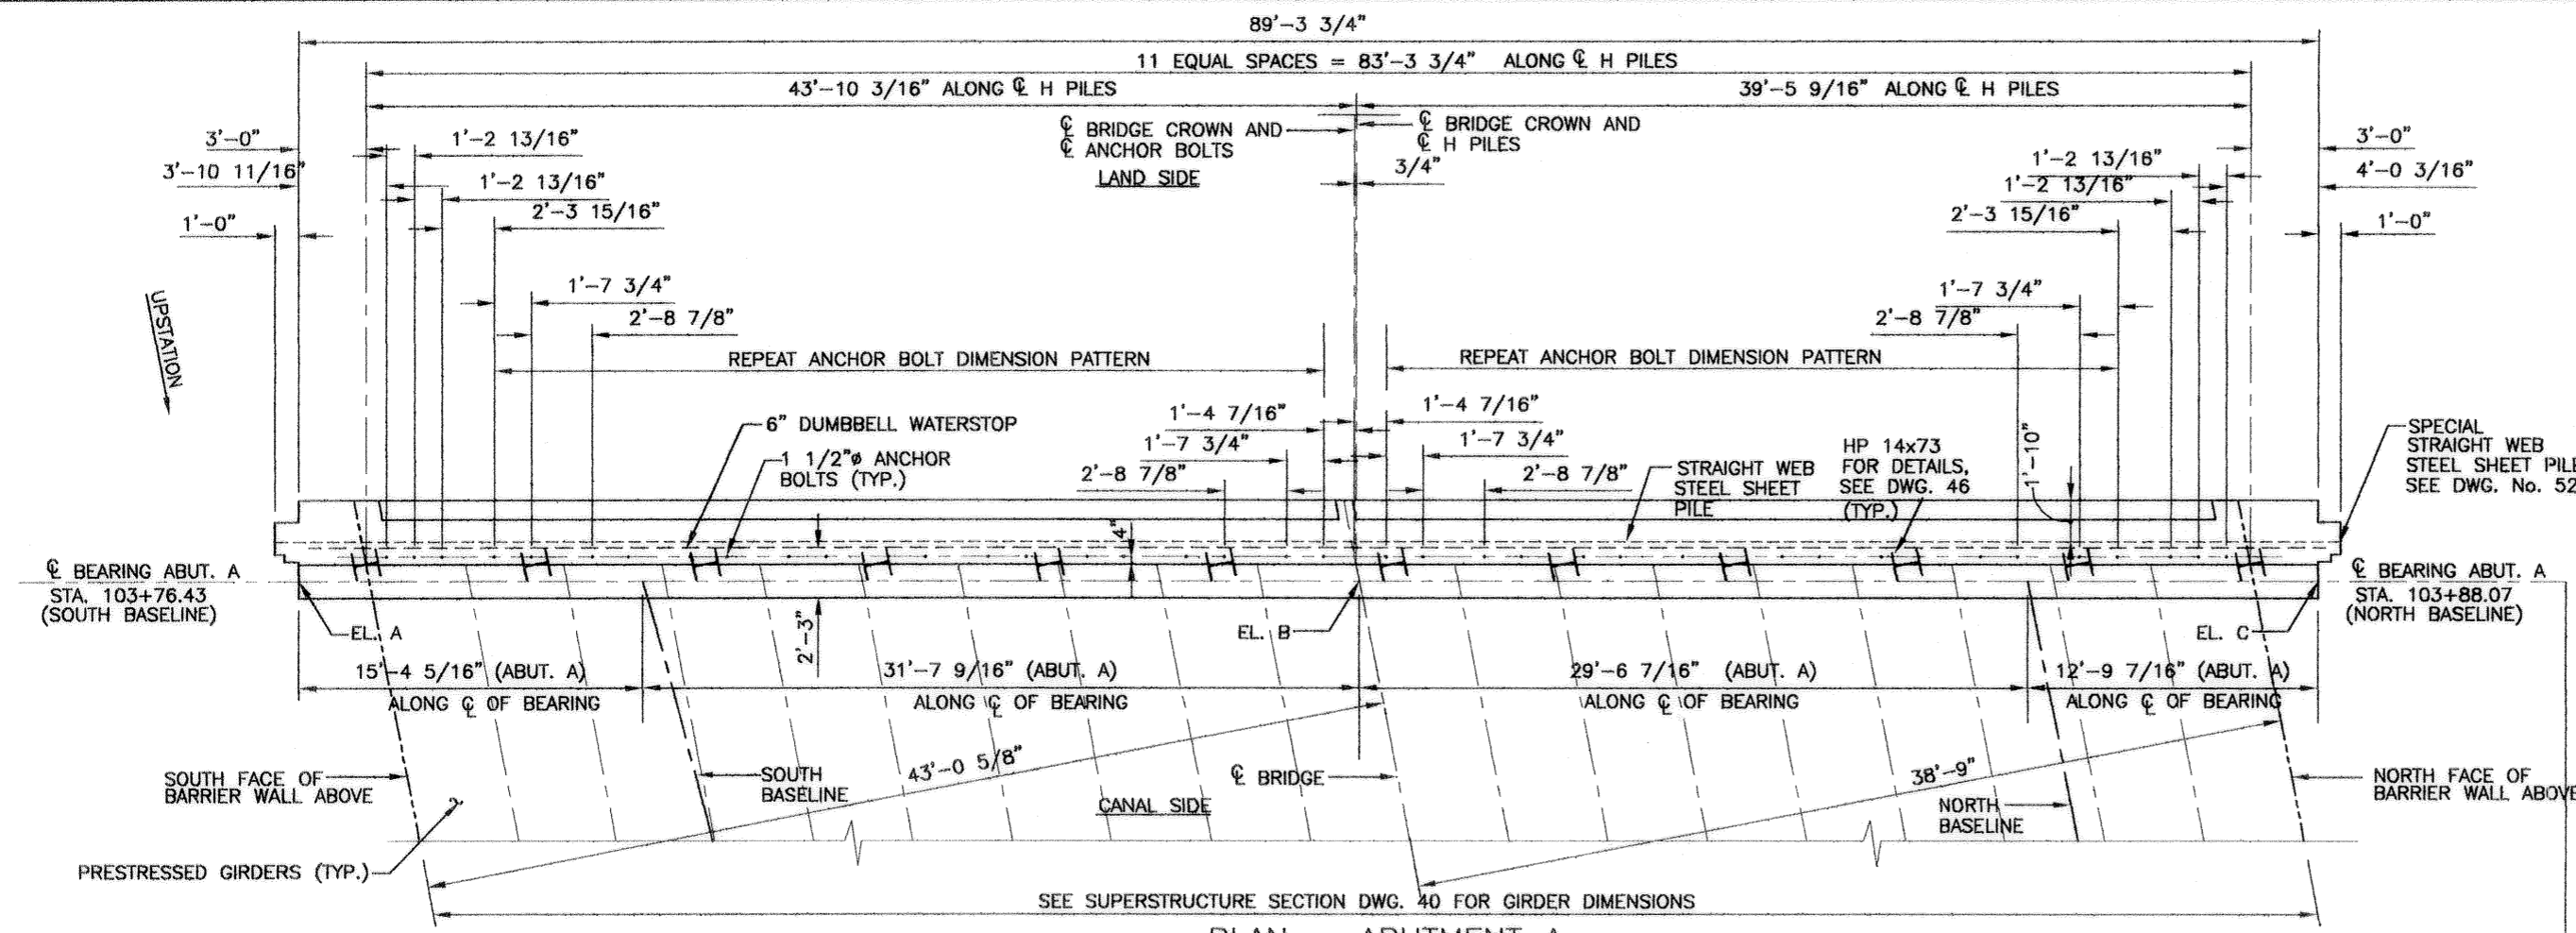 89'-3 3/4"
11 EQUAL SPACES = 83'-3 3/4" ALONG ℄ H PILES
43'-10 3/16" ALONG ℄ H PILES
39'-5 9/16" ALONG ℄ H PILES
℄ BRIDGE CROWN AND
℄ ANCHOR BOLTS
LAND SIDE
℄ BRIDGE CROWN AND
℄ H PILES
3/4"
3'-0"
3'-10 11/16"
1'-0"
1'-2 13/16"
1'-2 13/16"
2'-3 15/16"
1'-7 3/4"
2'-8 7/8"
1'-2 13/16"
1'-2 13/16"
2'-3 15/16"
1'-7 3/4"
2'-8 7/8"
3'-0"
4'-0 3/16"
1'-0"
UPSTATION
REPEAT ANCHOR BOLT DIMENSION PATTERN
REPEAT ANCHOR BOLT DIMENSION PATTERN
6" DUMBBELL WATERSTOP
1 1/2"ø ANCHOR
BOLTS (TYP.)
1'-4 7/16"
1'-7 3/4"
2'-8 7/8"
1'-4 7/16"
1'-7 3/4"
2'-8 7/8"
STRAIGHT WEB
STEEL SHEET
PILE
HP 14x73
FOR DETAILS,
SEE DWG. 46
(TYP.)
1'-10"
SPECIAL
STRAIGHT WEB
STEEL SHEET PILE
SEE DWG. No. 52
4"
℄ BEARING ABUT. A
STA. 103+76.43
(SOUTH BASELINE)
℄ BEARING ABUT. A
STA. 103+88.07
(NORTH BASELINE)
EL. A
2'-3"
EL. B
EL. C
15'-4 5/16" (ABUT. A)
ALONG ℄ OF BEARING
31'-7 9/16" (ABUT. A)
ALONG ℄ OF BEARING
29'-6 7/16" (ABUT. A)
ALONG ℄ OF BEARING
12'-9 7/16" (ABUT. A)
ALONG ℄ OF BEARING
SOUTH FACE OF
BARRIER WALL ABOVE
SOUTH
BASELINE
43'-0 5/8"
℄ BRIDGE
CANAL SIDE
38'-9"
NORTH
BASELINE
NORTH FACE OF
BARRIER WALL ABOVE
PRESTRESSED GIRDERS (TYP.)
SEE SUPERSTRUCTURE SECTION DWG. 40 FOR GIRDER DIMENSIONS
PLAN - ABUTMENT A